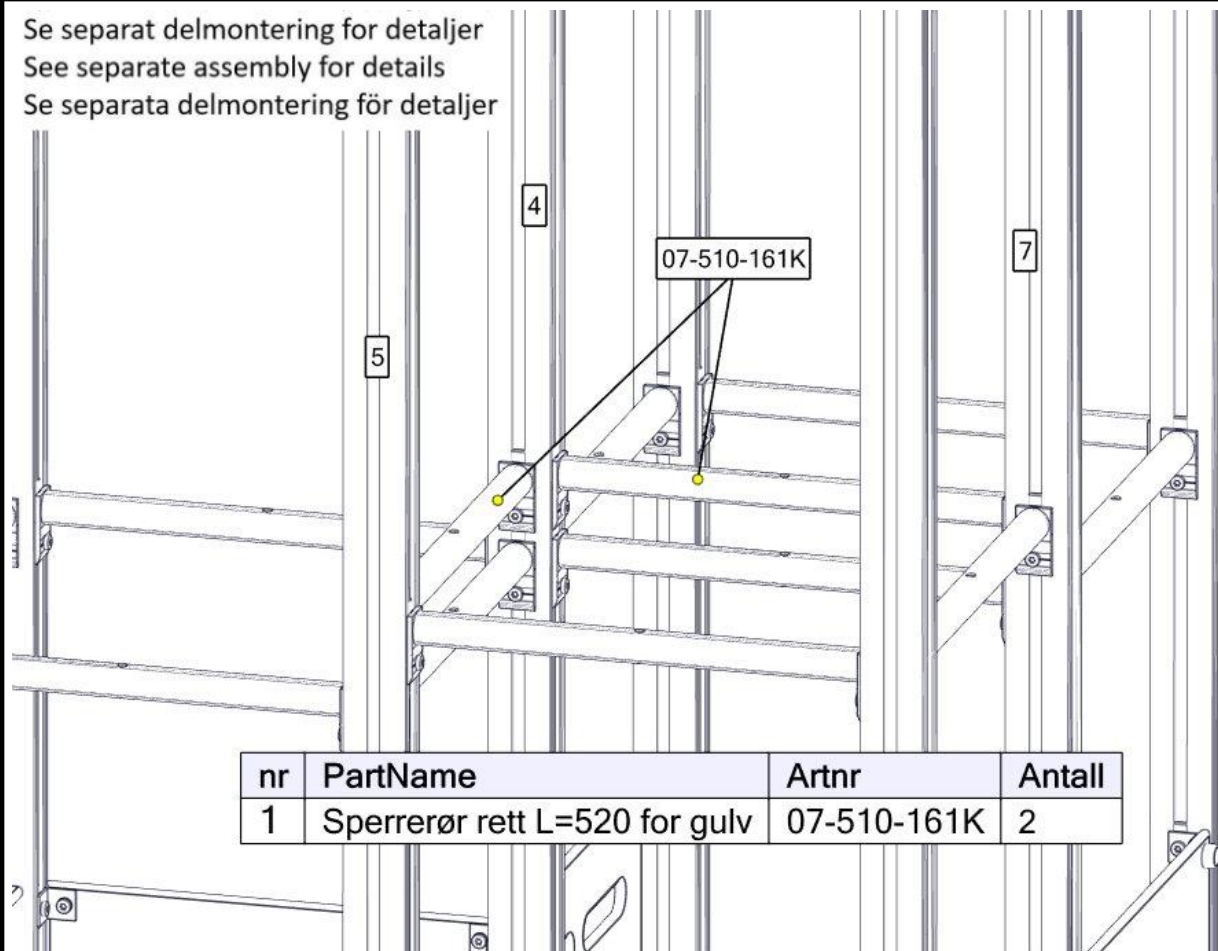 Se separat delmontering for detaljer
See separate assembly for details
Se separata delmontering för detaljer
4
07-510-161K
7
5
nr PartName Artnr Antall
1 Sperrerør rett L=520 for gulv 07-510-161K 2